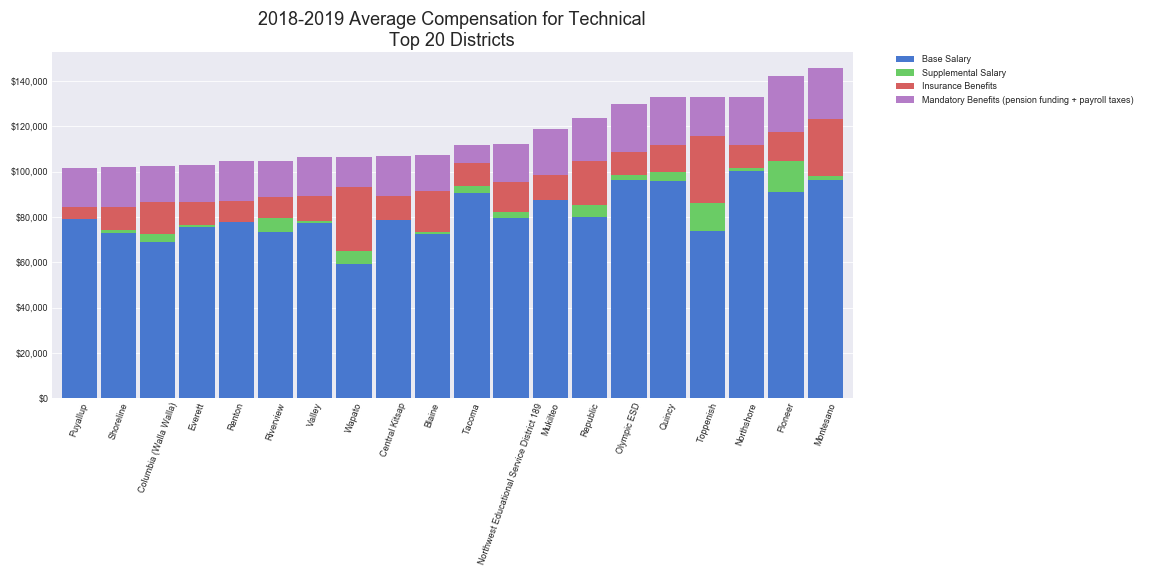 2018-2019 Average Compensation for Technical
Top 20 Districts
Base Salary
Supplemental Salary
Insurance Benefits
Mandatory Benefits (pension funding + payroll taxes)
$140,000
$120,000
$100,000
$80,000
$60,000
$40,000
$20,000
$0
Puyallup
Shoreline
Columbia (Walla Walla)
Everett
Renton
Riverview
Valley
Wapato
Central Kitsap
Blaine
Tacoma
Northwest Educational Service District 189
Mukilteo
Republic
Olympic ESD
Quincy
Toppenish
Northshore
Pioneer
Montesano